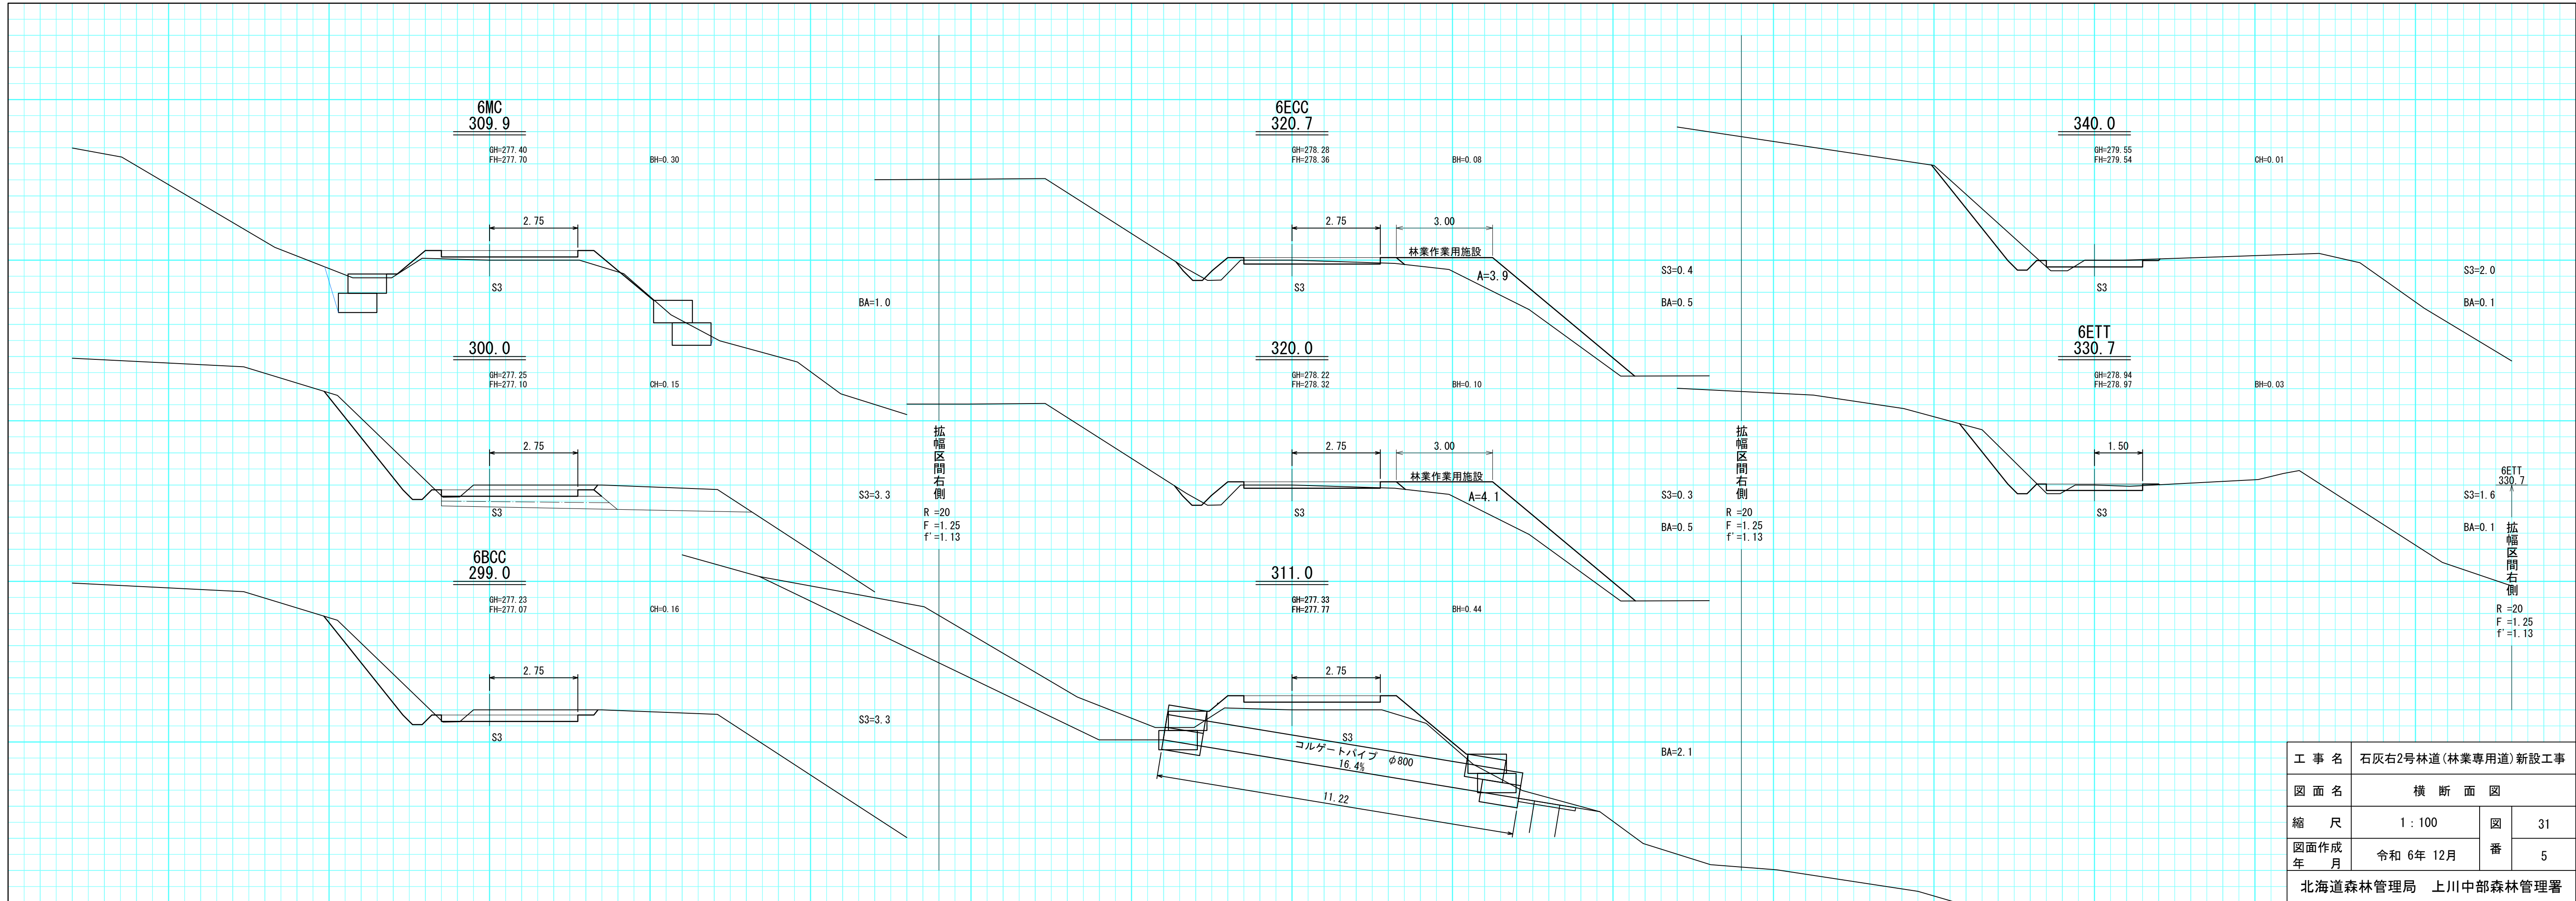 6MC
309.9
GH=277.40
FH=277.70
BH=0.30
2.75
S3
BA=1.0
300.0
GH=277.25
FH=277.10
CH=0.15
2.75
S3
S3=3.3
6BCC
299.0
GH=277.23
FH=277.07
CH=0.16
2.75
S3
S3=3.3
拡幅区間右側
R =20
F =1.25
f'=1.13
6ECC
320.7
GH=278.28
FH=278.36
BH=0.08
2.75
3.00
林業作業用施設
A=3.9
S3
S3=0.4
BA=0.5
320.0
GH=278.22
FH=278.32
BH=0.10
2.75
3.00
林業作業用施設
A=4.1
S3
S3=0.3
BA=0.5
311.0
GH=277.33
FH=277.77
BH=0.44
2.75
S3
コルゲートパイプ φ800
16.4%
11.22
BA=2.1
拡幅区間右側
R =20
F =1.25
f'=1.13
340.0
GH=279.55
FH=279.54
CH=0.01
S3
S3=2.0
BA=0.1
6ETT
330.7
GH=278.94
FH=278.97
BH=0.03
1.50
S3
S3=1.6
BA=0.1
6ETT
330.7
拡幅区間右側
R =20
F =1.25
f'=1.13
工事名 石灰右2号林道(林業専用道)新設工事
図面名 横断面図
縮尺 1:100 図番 31
図面作成年月 令和 6年 12月 5
北海道森林管理局 上川中部森林管理署